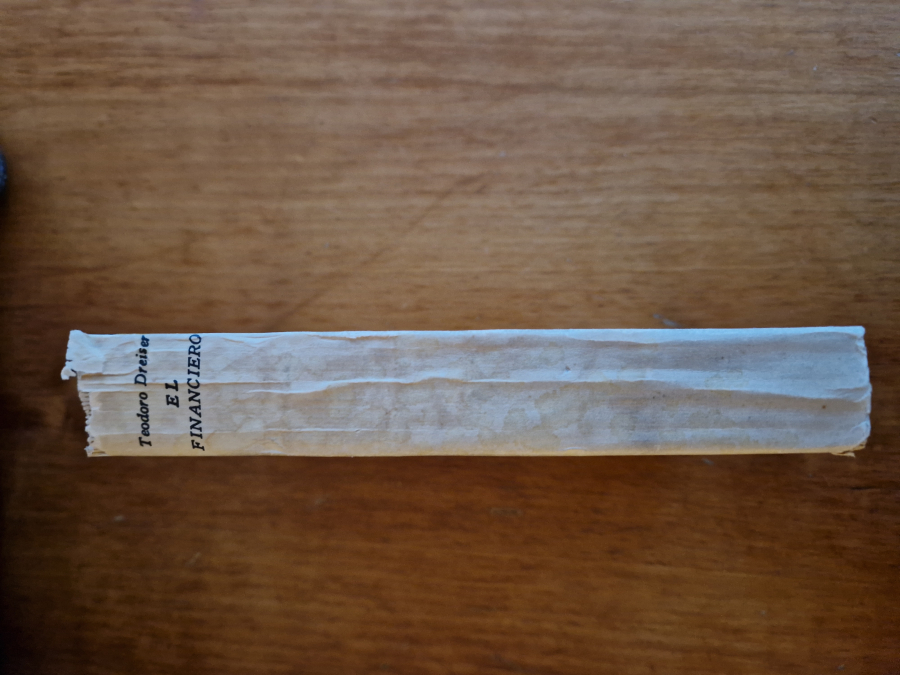 Teodoro Dreiser
EL
FINANCIERO